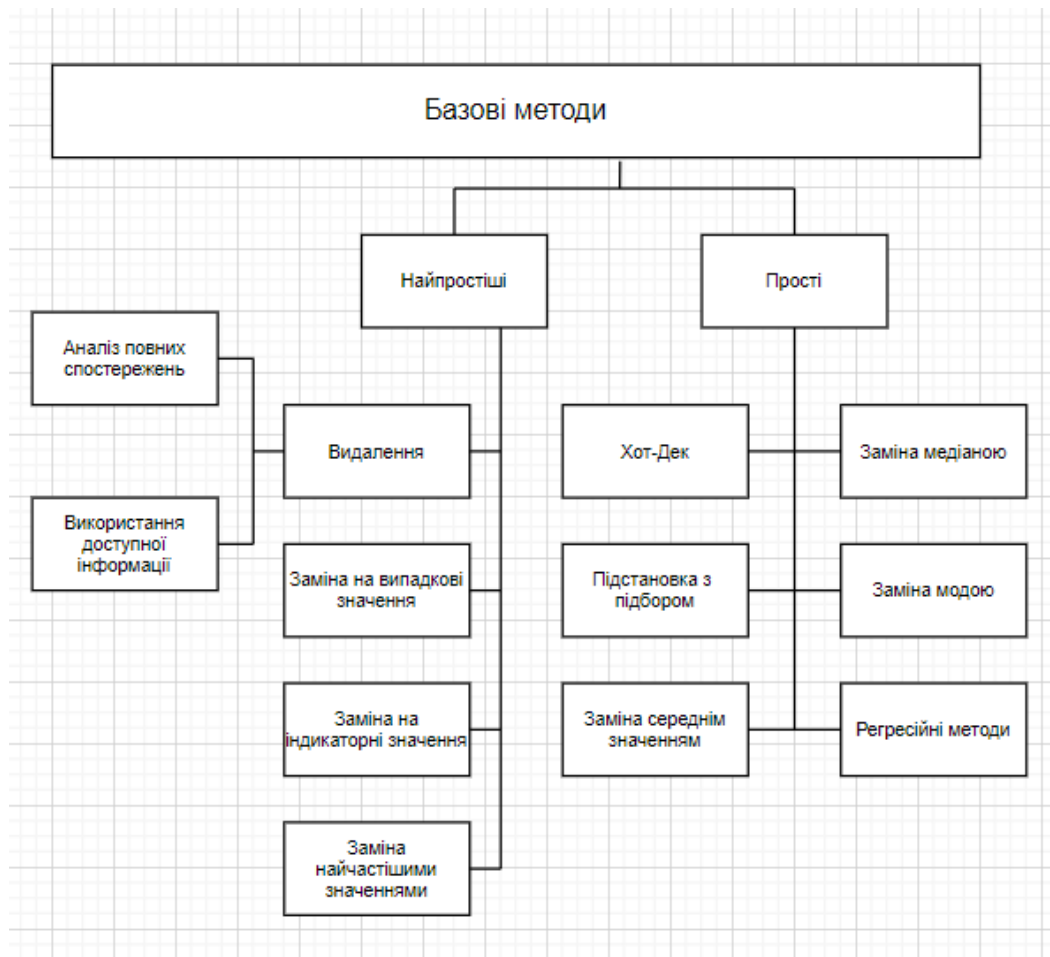 Базові методи
Найпростіші
Прості
Аналіз повних
спостережень
Видалення
Хот-Дек
Заміна медіаною
Використання
доступної
інформації
Заміна на випадкові
значення
Підстановка з
підбором
Заміна модою
Заміна на
індикаторні значення
Заміна середнім
значенням
Регресійні методи
Заміна
найчастішими
значеннями